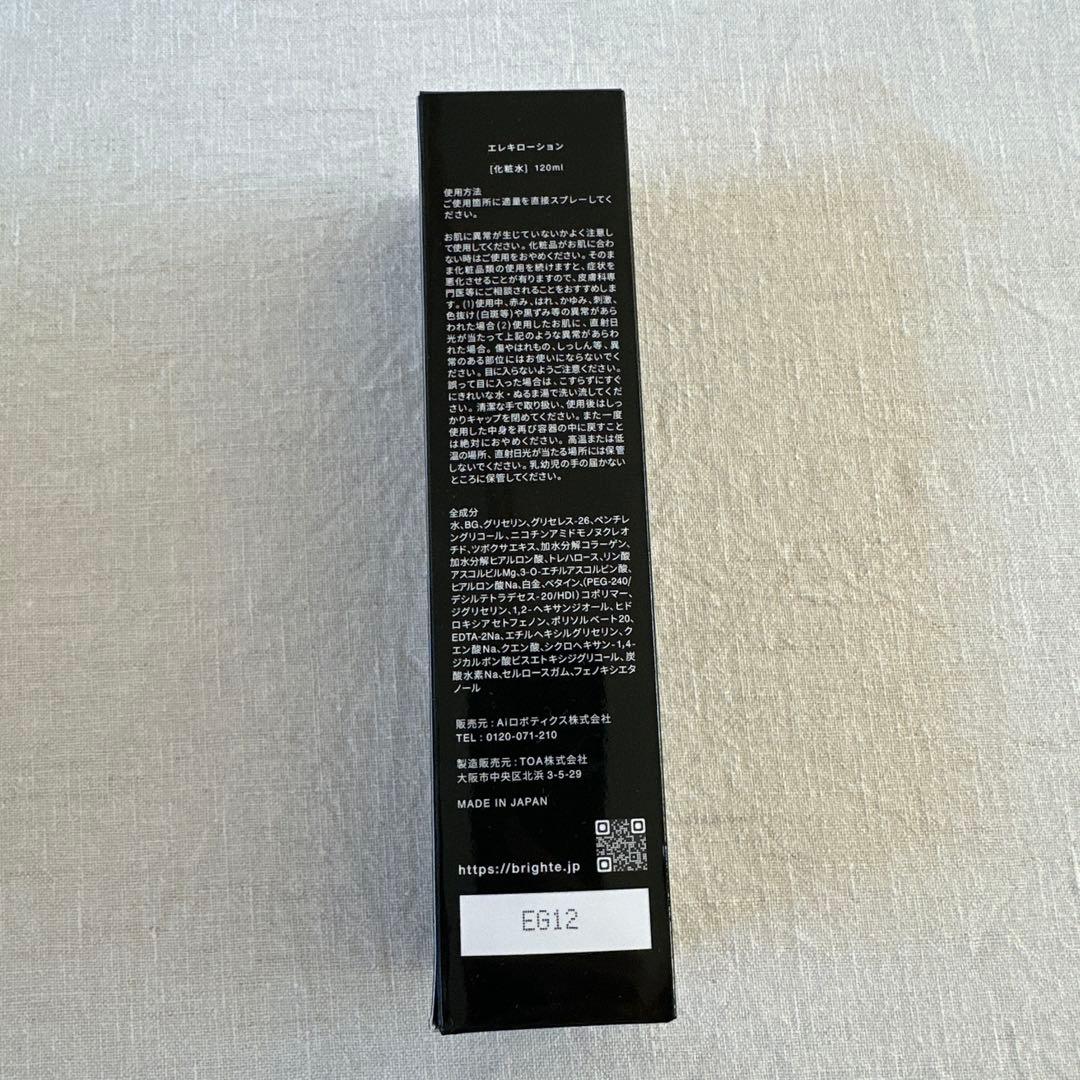 エレキローション
[化粧水] 120ml
使用方法
ご使用箇所に適量を直接スプレーしてく
ださい。
お肌に異常が生じていないかよく注意し
て使用してください。化粧品がお肌に合わ
ない時はご使用をおやめください。そのま
ま化粧品類の使用を続けますと、症状を
悪化させることが有りますので、皮膚科専
門医等にご相談されることをおすすめしま
す。(1)使用中、赤み、はれ、かゆみ、刺激、
色抜け(白斑等)や黒ずみ等の異常があら
われた場合(2)使用したお肌に、直射日
光が当たって上記のような異常があらわ
れた場合。傷やはれもの、しっしん等、異
常のある部位にはお使いにならないでく
ださい。目に入らないようご注意ください。
誤って目に入った場合は、こすらずにすぐ
にきれいな水・ぬるま湯で洗い流してくだ
さい。清潔な手で取り扱い、使用後はしっ
かりキャップを閉めてください。また一度
使用した中身を再び容器の中に戻すこと
は絶対におやめください。高温または低
温の場所、直射日光が当たる場所には保管
しないでください。乳幼児の手の届かない
ところに保管してください。
全成分
水、BG、グリセリン、グリセレス-26、ペンチレ
ングリコール、ニコチンアミドモノヌクレオ
チド、ツボクサエキス、加水分解コラーゲン、
加水分解ヒアルロン酸、トレハロース、リン酸
アスコルビルMg、3-O-エチルアスコルビン酸、
ヒアルロン酸Na、白金、ベタイン、(PEG-240/
デシルテトラデセス-20/HDI)コポリマー、
ジグリセリン、1,2-ヘキサンジオール、ヒド
ロキシアセトフェノン、ポリソルベート20、
EDTA-2Na、エチルヘキシルグリセリン、ク
エン酸Na、クエン酸、シクロヘキサン-1,4-
ジカルボン酸ビスエトキシジグリコール、炭
酸水素Na、セルロースガム、フェノキシエタ
ノール
販売元：Aiロボティクス株式会社
TEL：0120-071-210
製造販売元：TOA株式会社
大阪市中央区北浜 3-5-29
MADE IN JAPAN
https://brighte.jp
EG12